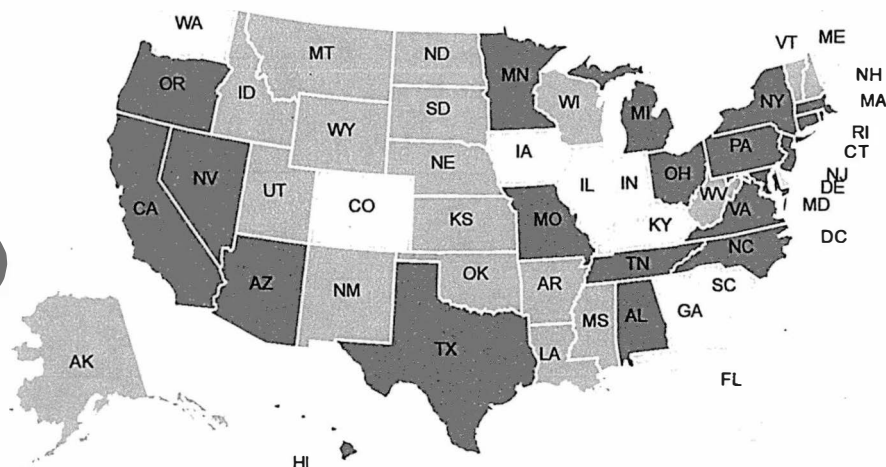 WA
ME
VT
MT
ND
MN
NH
OR
ID
SD
WI
MI
NY
MA
WY
RI
PA
CT
IA
NE
NJ
NV
OH
DE
UT
IL
IN
WV
CA
CO
VA
MD
KS
MO
KY
DC
NC
TN
AZ
OK
NM
AR
SC
MS
AL
GA
TX
LA
AK
FL
HI